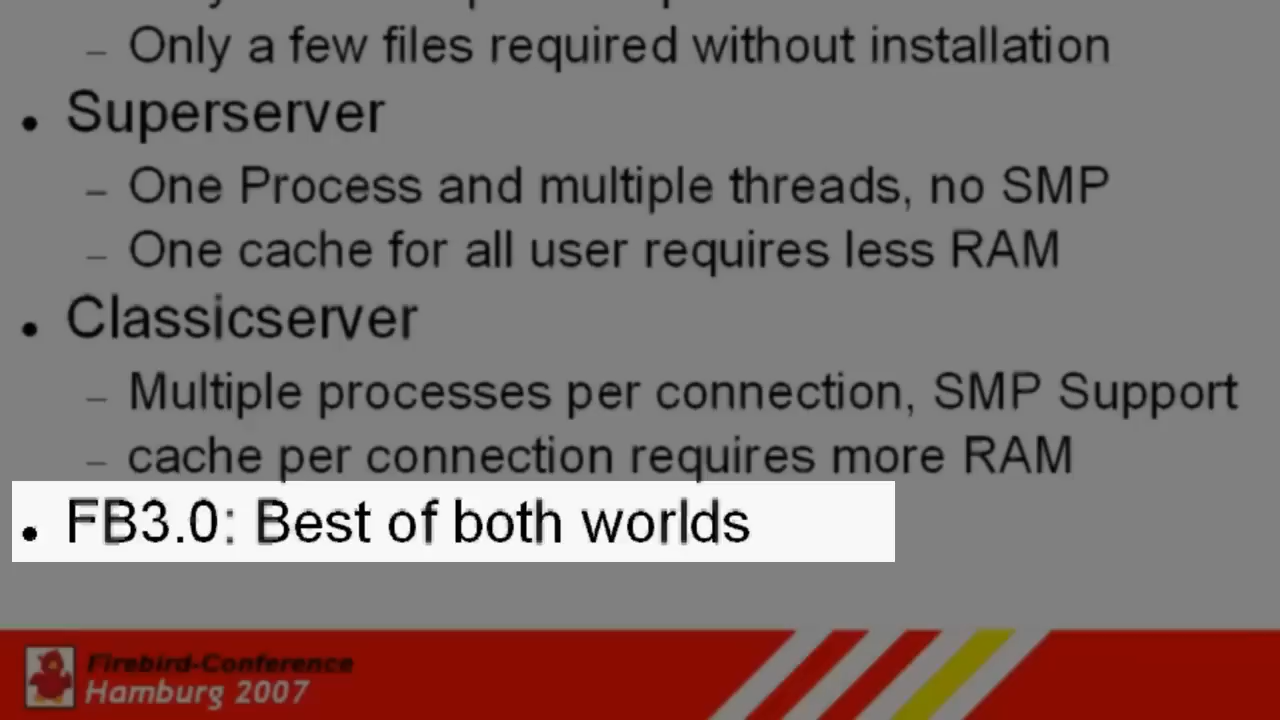 – Only a few files required without installation
• Superserver
– One Process and multiple threads, no SMP
– One cache for all user requires less RAM
• Classicserver
– Multiple processes per connection, SMP Support
– cache per connection requires more RAM
• FB3.0: Best of both worlds
Firebird-Conference
Hamburg 2007